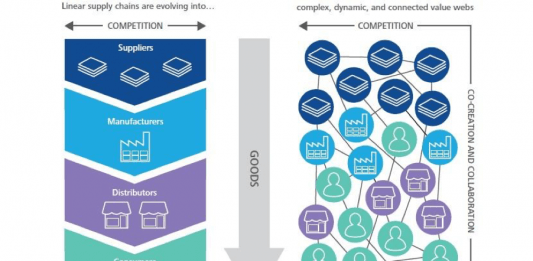 Linear supply chains are evolving into…
complex, dynamic, and connected value webs
COMPETITION
COMPETITION
Suppliers
Manufacturers
Distributors
GOODS
CO-CREATION AND COLLABORATION